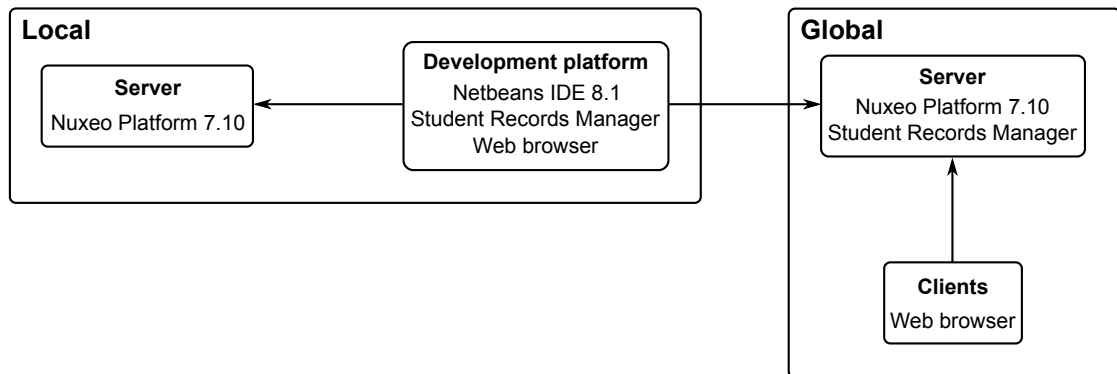 Local
Server
Nuxeo Platform 7.10
Development platform
Netbeans IDE 8.1
Student Records Manager
Web browser
Global
Server
Nuxeo Platform 7.10
Student Records Manager
Clients
Web browser